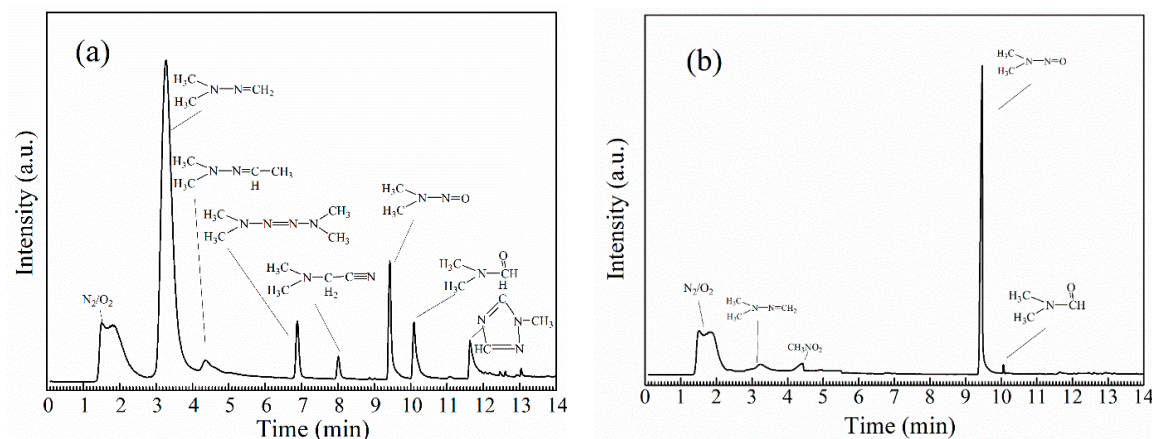 (a)
H₃C
N—N=CH₂
H₃C
H₃C
N—N=C—CH₃
H₃C
H
H₃C
CH₃
N—N=N—N
H₃C
CH₃
H₃C
N—C—C≡N
H₃C
H₂
H₃C
N—N=O
H₃C
O
H₃C
N—CH
H₃C
H
C
N
N—CH₃
HC
N
N₂/O₂
Intensity (a.u.)
0 1 2 3 4 5 6 7 8 9 10 11 12 13 14
Time (min)
(b)
H₃C
N—N=O
H₃C
N₂/O₂
H₃C
N—N=CH₂
H₃C
CH₃NO₂
H₃C
O
N—CH
H₃C
Intensity (a.u.)
0 1 2 3 4 5 6 7 8 9 10 11 12 13 14
Time (min)